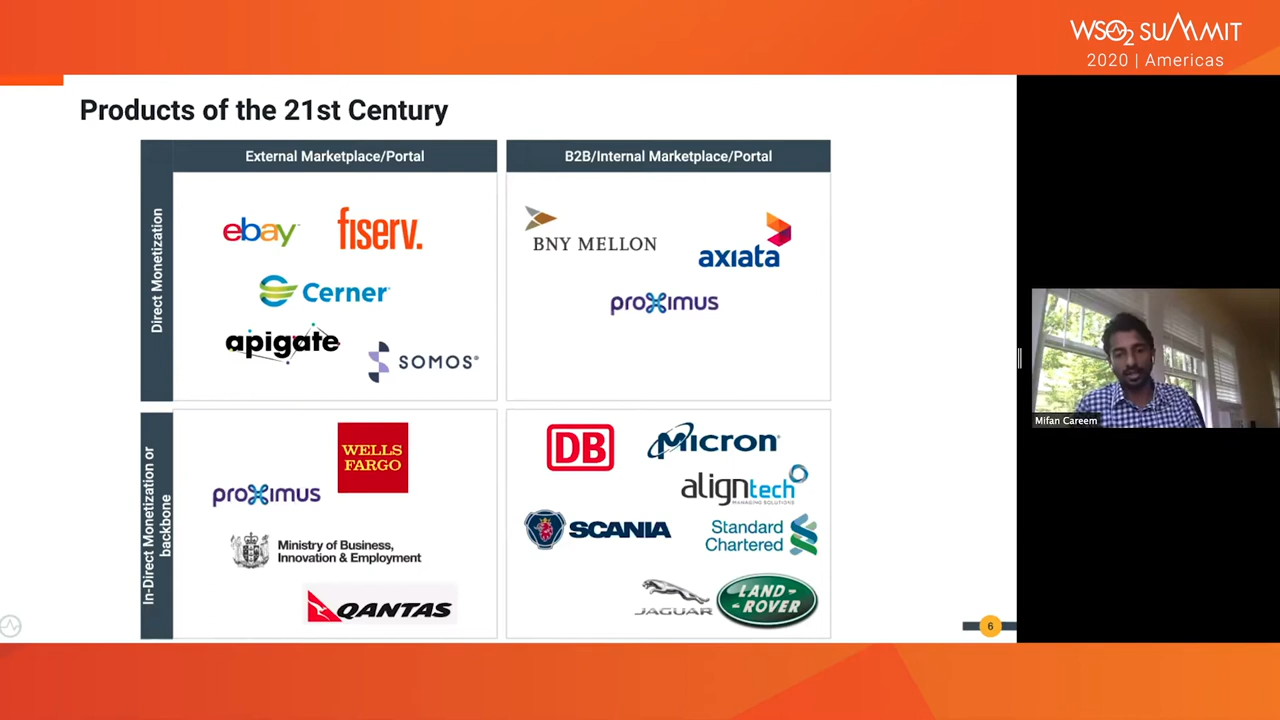 WSO2 SUMMIT
2020 | Americas
Products of the 21st Century
External Marketplace/Portal
B2B/Internal Marketplace/Portal
Direct Monetization
ebay
fiserv.
Cerner
apigate
SOMOS®
BNY MELLON
axiata
proximus
In-Direct Monetization or
backbone
WELLS
FARGO
proximus
Ministry of Business,
Innovation & Employment
QANTAS
DB
Micron
aligntech
MANAGING SOLUTIONS
SCANIA
Standard
Chartered
JAGUAR
LAND-
-ROVER
Mifan Careem
6